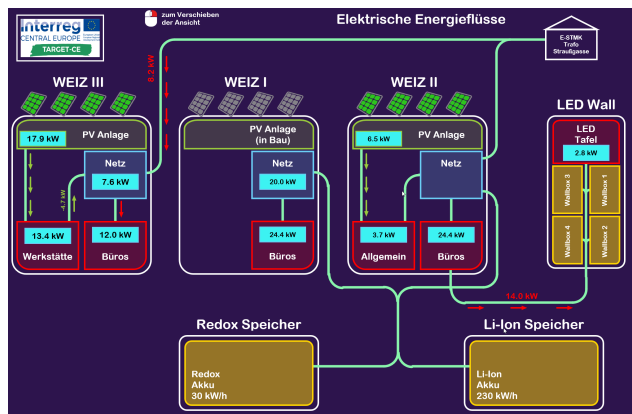 Interreg
CENTRAL EUROPE
TARGET-CE
zum Verschieben
der Ansicht
Elektrische Energieflüsse
E-STMK
Trafo
Straußgasse
8.2 kW
WEIZ III
WEIZ I
WEIZ II
LED Wall
17.9 kW
PV Anlage
PV Anlage
(in Bau)
6.5 kW
PV Anlage
LED
Tafel
2.8 kW
Netz
7.6 kW
-4.7 kW
Netz
20.0 kW
Netz
Wallbox 3
Wallbox 1
Wallbox 4
Wallbox 2
13.4 kW
Werkstätte
12.0 kW
Büros
24.4 kW
Büros
3.7 kW
Allgemein
24.4 kW
Büros
14.0 kW
Redox Speicher
Li-Ion Speicher
Redox
Akku
30 kW/h
Li-Ion
Akku
230 kW/h